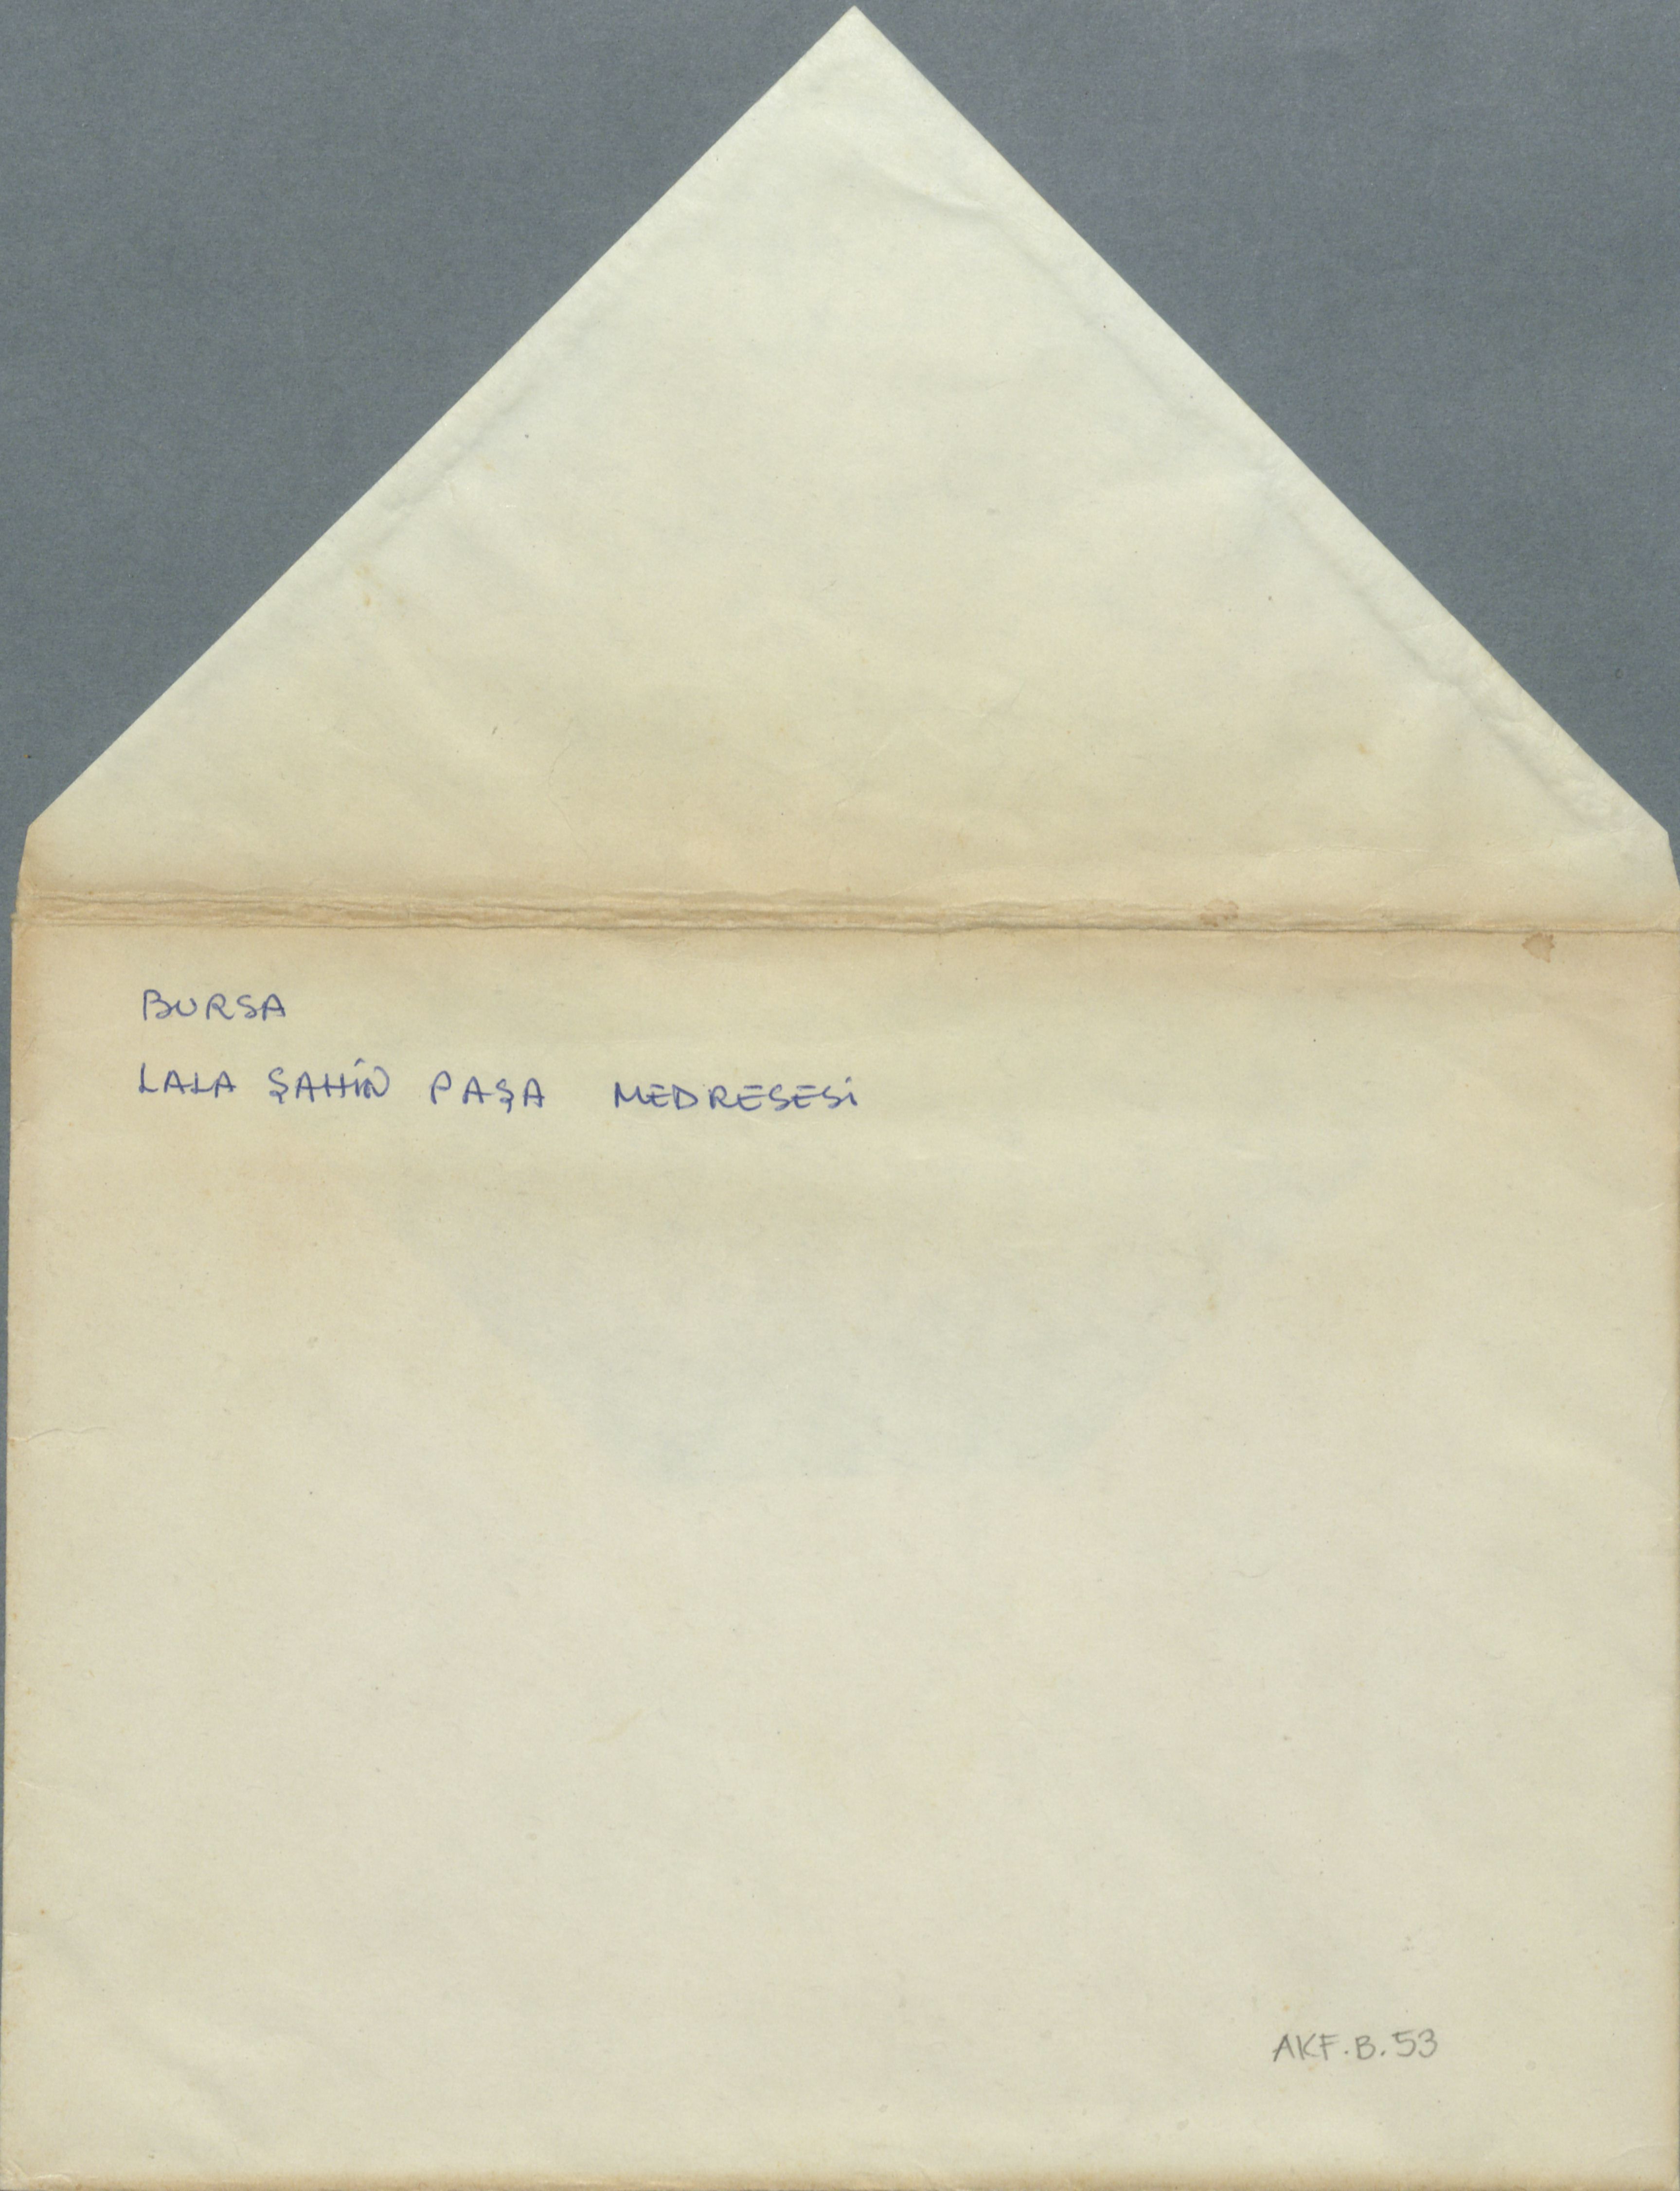 BURSA
LALA ŞAHİN PAŞA MEDRESESİ
AKF.B.53